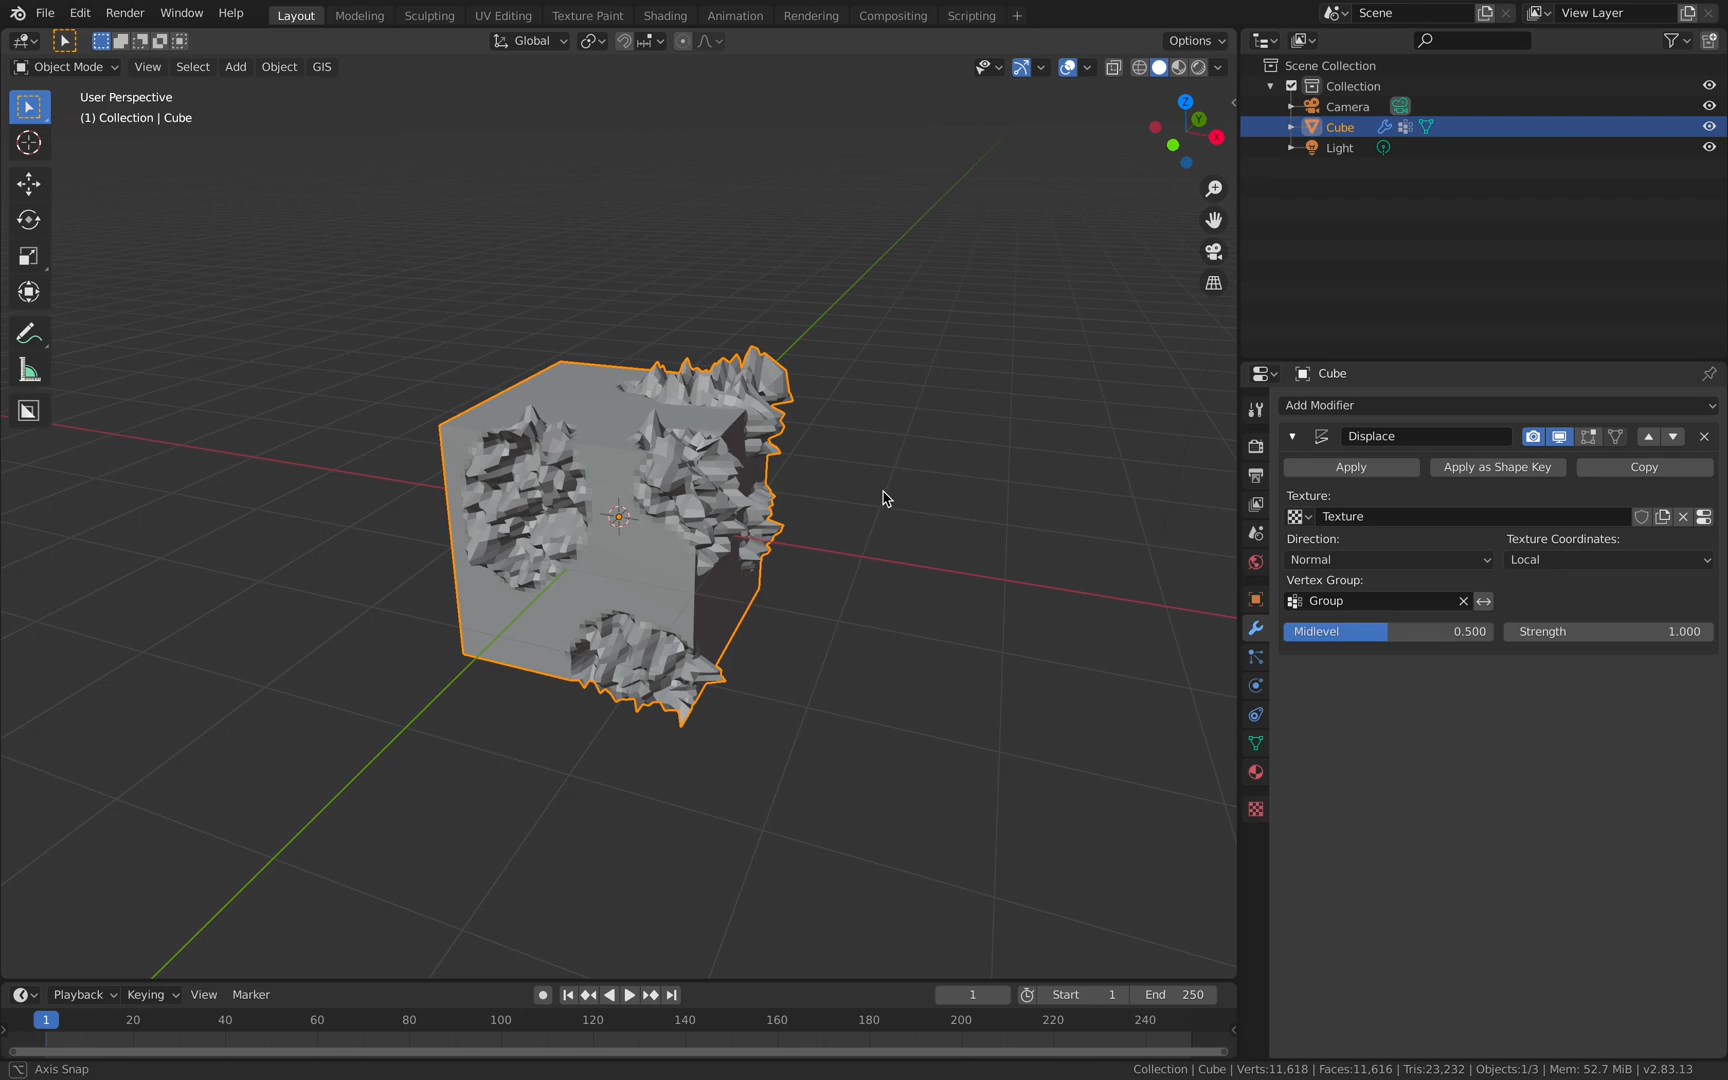 File Edit Render Window Help Layout Modeling Sculpting UV Editing Texture Paint Shading Animation Rendering Compositing Scripting + Scene View Layer
Global Options
Object Mode View Select Add Object GIS
User Perspective
(1) Collection | Cube
Z
Y
X
Scene Collection
Collection
Camera
Cube
Light
Cube
Add Modifier
Displace
Apply Apply as Shape Key Copy
Texture:
Texture
Direction: Texture Coordinates:
Normal Local
Vertex Group:
Group
Midlevel 0.500 Strength 1.000
Playback Keying View Marker 1 Start 1 End 250
1 20 40 60 80 100 120 140 160 180 200 220 240
Axis Snap Collection | Cube | Verts:11,618 | Faces:11,616 | Tris:23,232 | Objects:1/3 | Mem: 52.7 MiB | v2.83.13